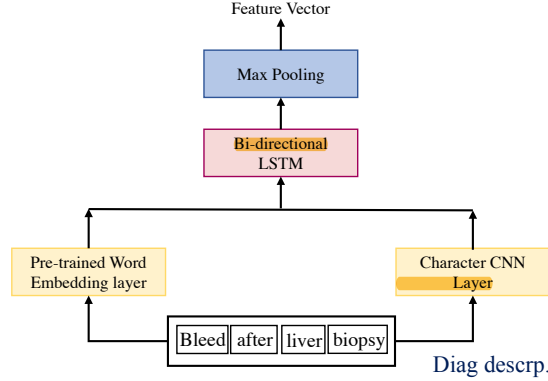 Feature Vector
Max Pooling
Bi-directional
LSTM
Pre-trained Word
Embedding layer
Character CNN
Layer
Bleed after liver biopsy
Diag descrp.